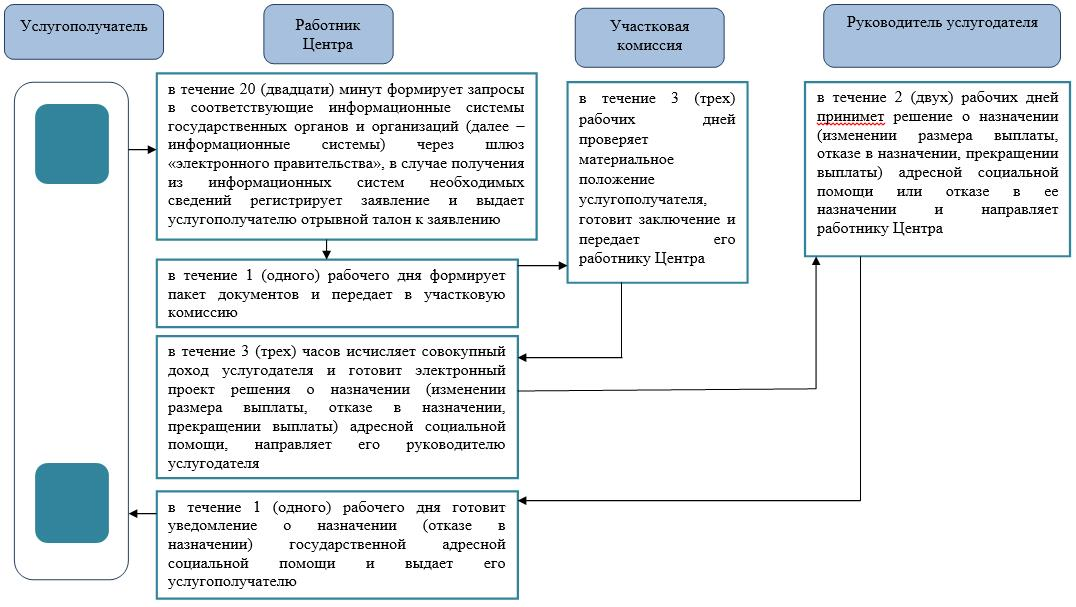 Услугополучатель
Работник
Центра
Участковая
комиссия
Руководитель услугодателя
в течение 20 (двадцати) минут формирует запросы
в соответствующие информационные системы
государственных органов и организаций (далее –
информационные системы) через шлюз
«электронного правительства», в случае получения
из информационных систем необходимых
сведений регистрирует заявление и выдает
услугополучателю отрывной талон к заявлению
в течение 1 (одного) рабочего дня формирует
пакет документов и передает в участковую
комиссию
в течение 3 (трех)
рабочих дней
проверяет
материальное
положение
услугополучателя,
готовит заключение и
передает его
работнику Центра
в течение 3 (трех) часов исчисляет совокупный
доход услугодателя и готовит электронный
проект решения о назначении (изменении
размера выплаты, отказе в назначении,
прекращении выплаты) адресной социальной
помощи, направляет его руководителю
услугодателя
в течение 2 (двух) рабочих дней
принимет решение о назначении
(изменении размера выплаты,
отказе в назначении, прекращении
выплаты) адресной социальной
помощи или отказе в ее
назначении и направляет
работнику Центра
в течение 1 (одного) рабочего дня готовит
уведомление о назначении (отказе в
назначении) государственной адресной
социальной помощи и выдает его
услугополучателю